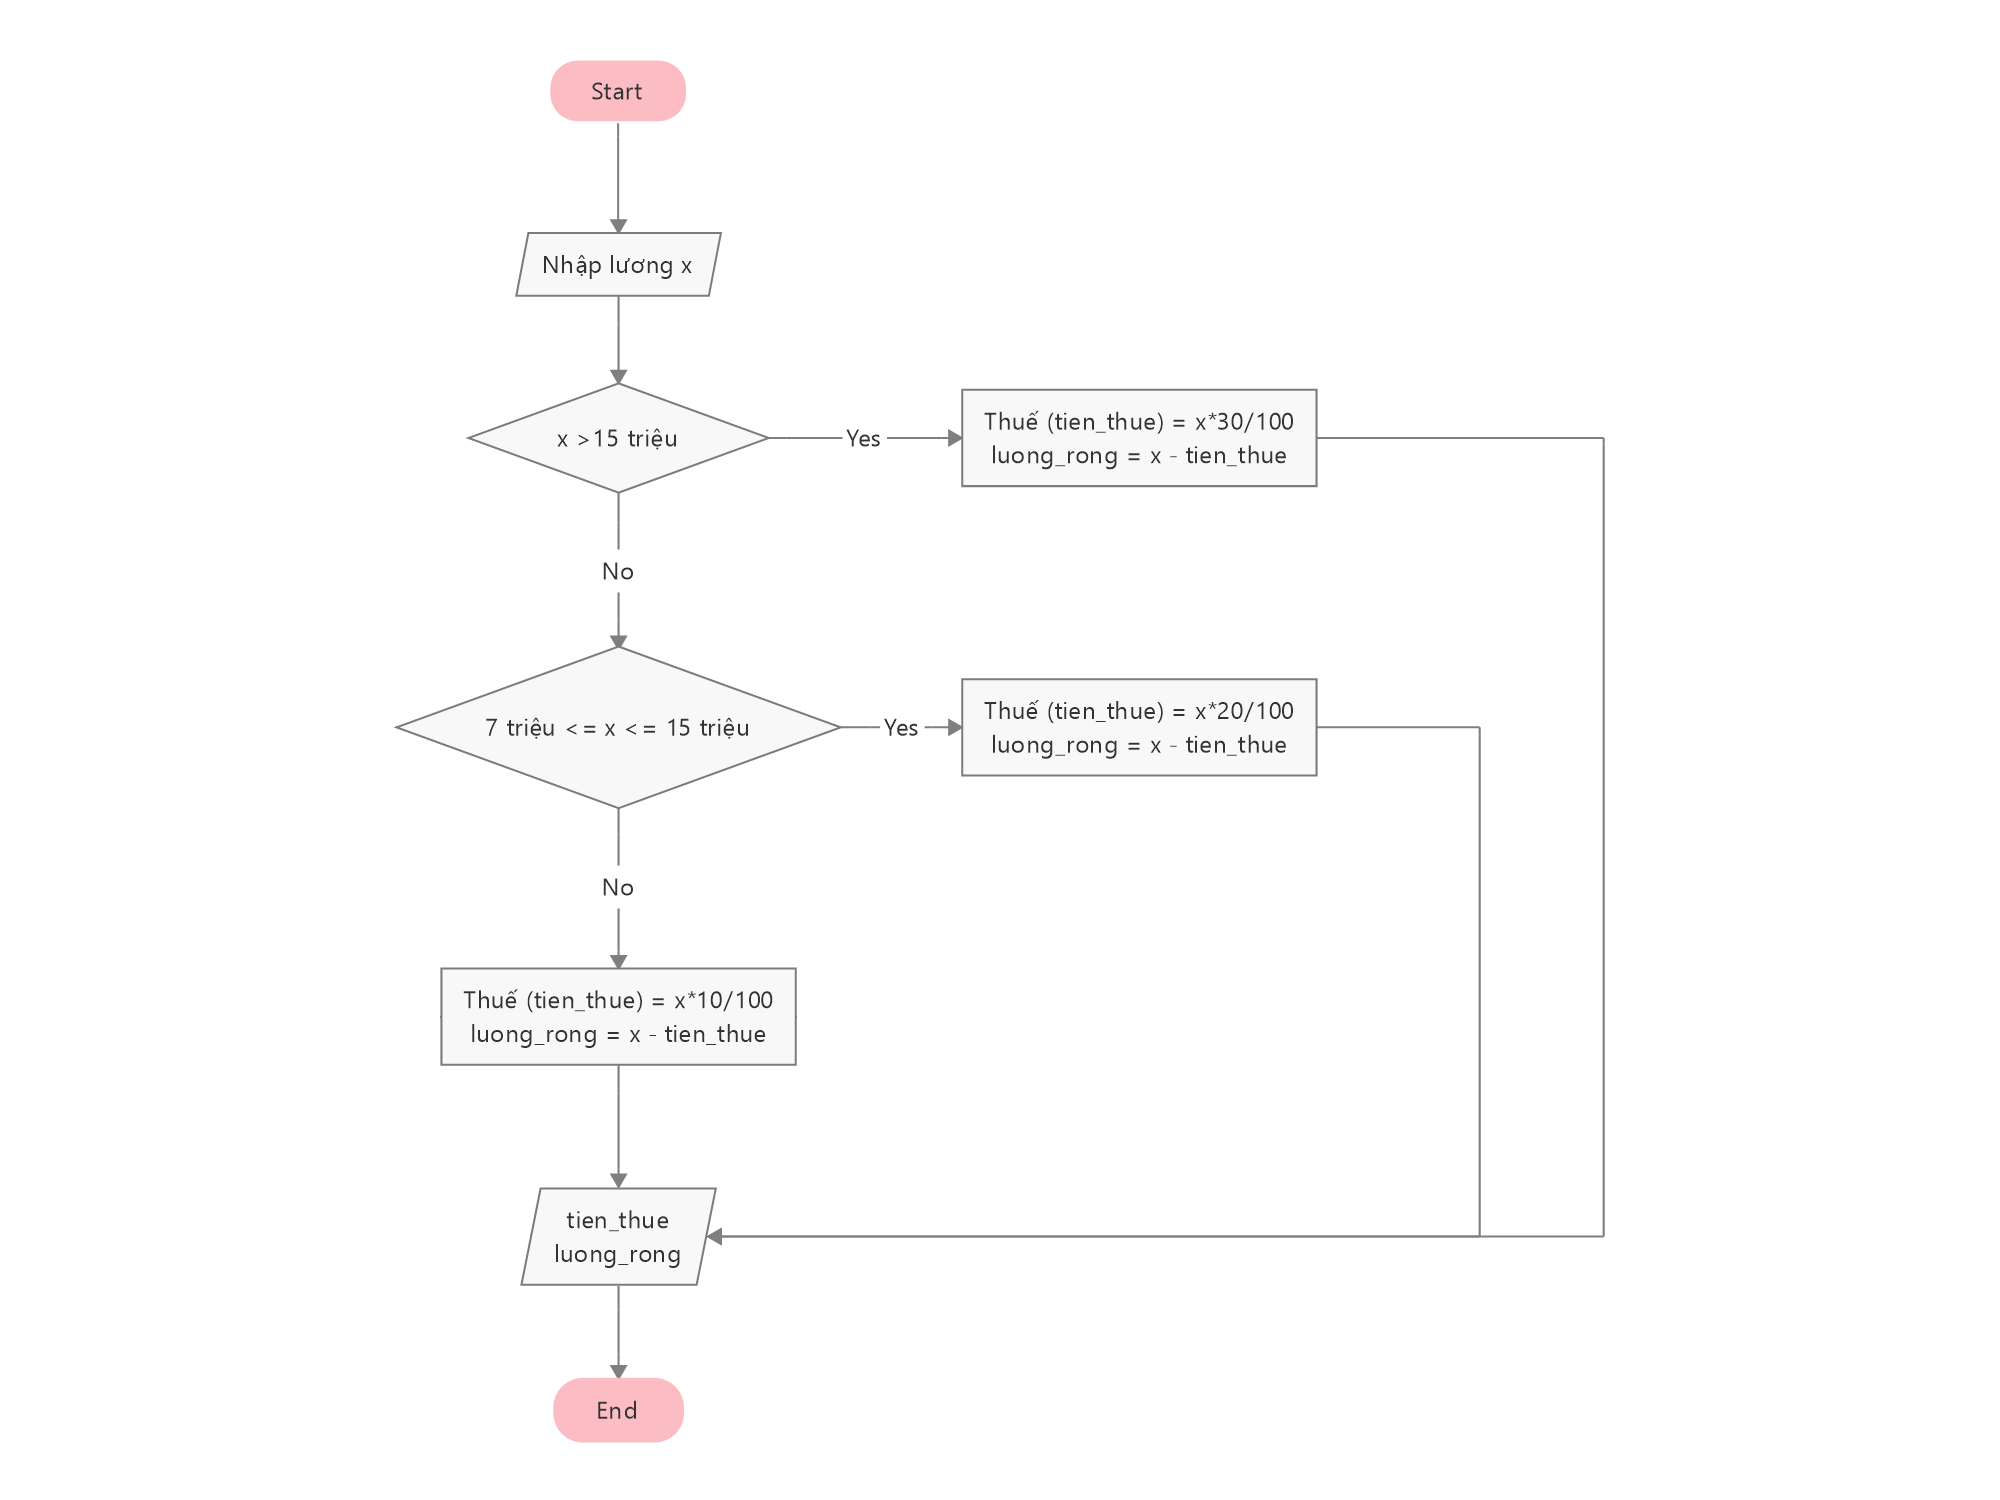 Start
Nhập lương x
x >15 triệu
Yes
Thuế (tien_thue) = x*30/100
luong_rong = x - tien_thue
No
7 triệu <= x <= 15 triệu
Yes
Thuế (tien_thue) = x*20/100
luong_rong = x - tien_thue
No
Thuế (tien_thue) = x*10/100
luong_rong = x - tien_thue
tien_thue
luong_rong
End